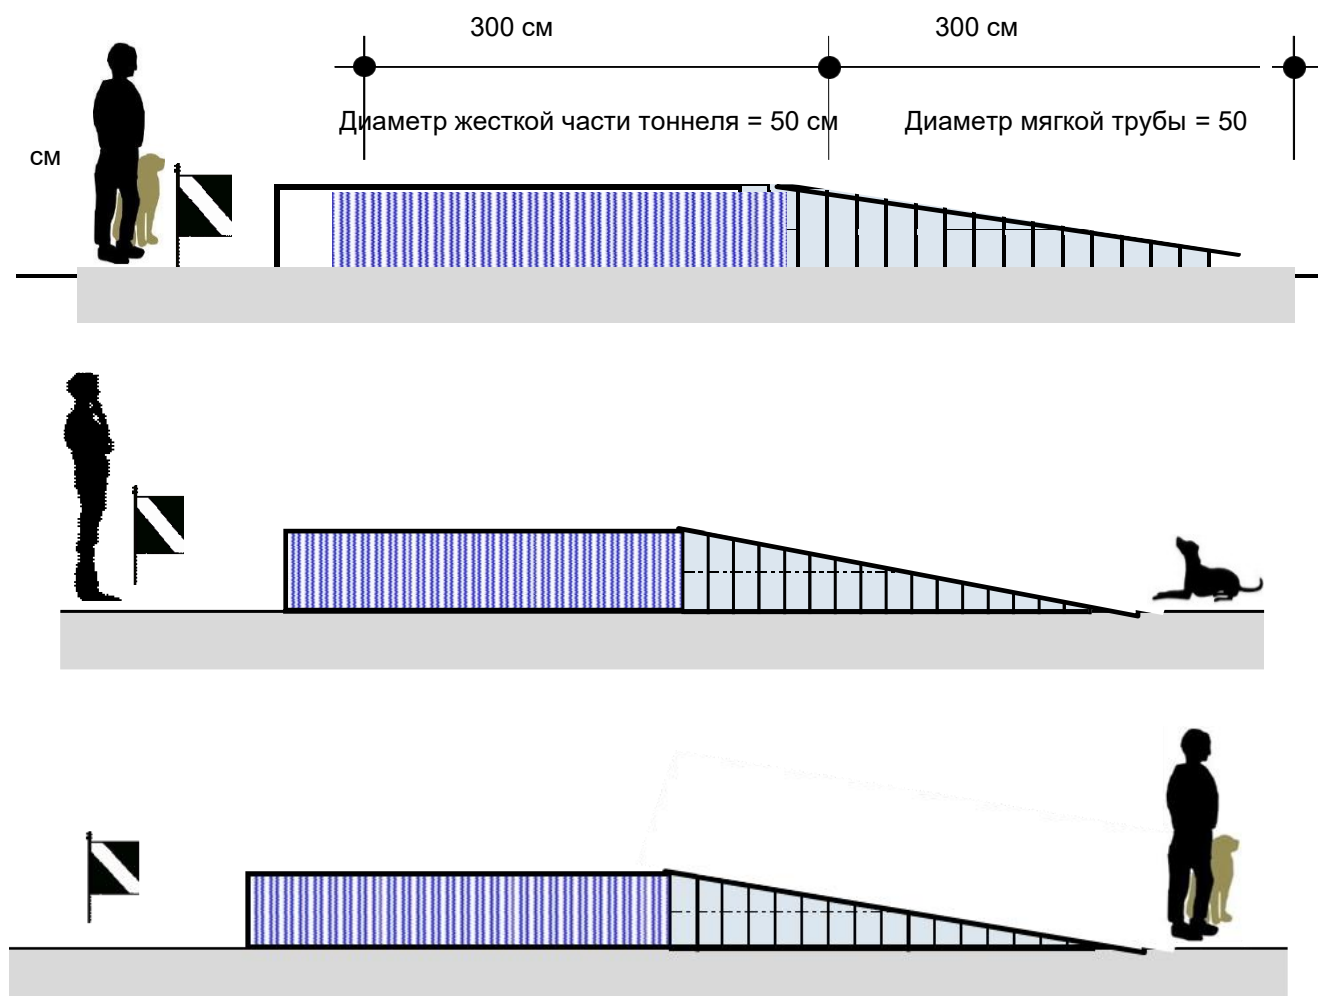 300 см 300 см
Диаметр жесткой части тоннеля = 50 см Диаметр мягкой трубы = 50
см